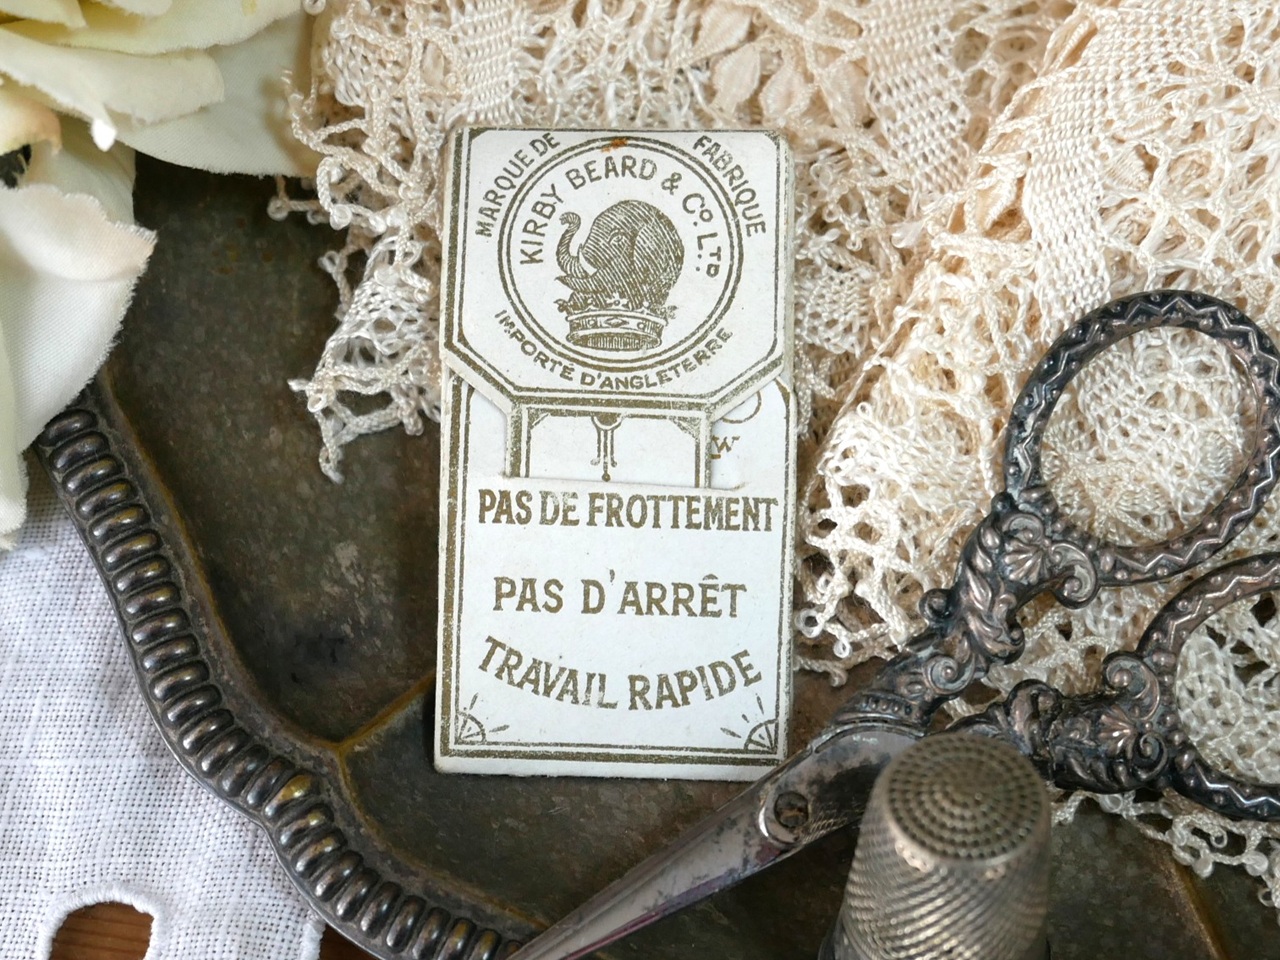 MARQUE DE FABRIQUE
KIRBY BEARD & Cº. LTD.
IMPORTÉ D'ANGLETERRE
W
PAS DE FROTTEMENT
PAS D'ARRÊT
TRAVAIL RAPIDE